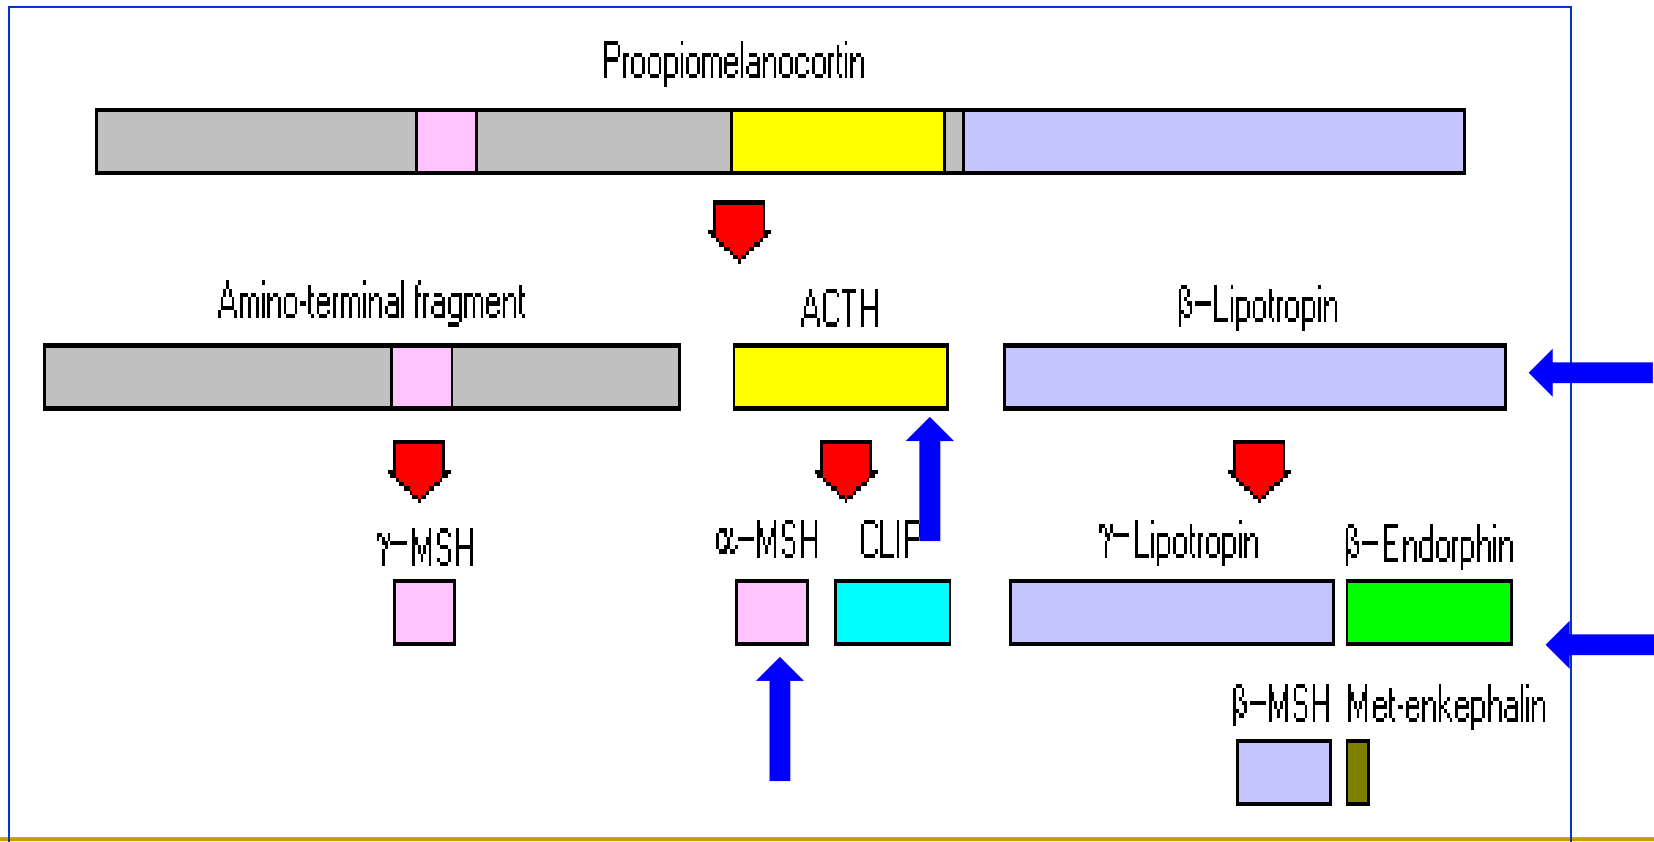 Proopiomelanocortin
Amino-terminal fragment ACTH β-Lipotropin
γ-MSH α-MSH CLIP γ-Lipotropin β-Endorphin
β-MSH Met-enkephalin